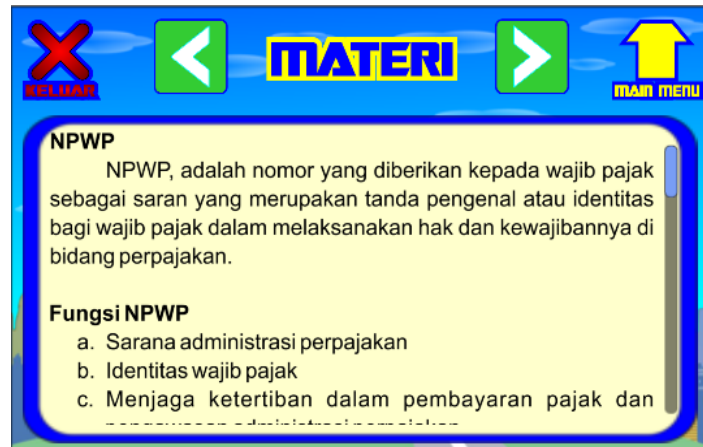 KELUAR
MATERI
MAIN MENU
NPWP
NPWP, adalah nomor yang diberikan kepada wajib pajak
sebagai saran yang merupakan tanda pengenal atau identitas
bagi wajib pajak dalam melaksanakan hak dan kewajibannya di
bidang perpajakan.
Fungsi NPWP
a. Sarana administrasi perpajakan
b. Identitas wajib pajak
c. Menjaga ketertiban dalam pembayaran pajak dan